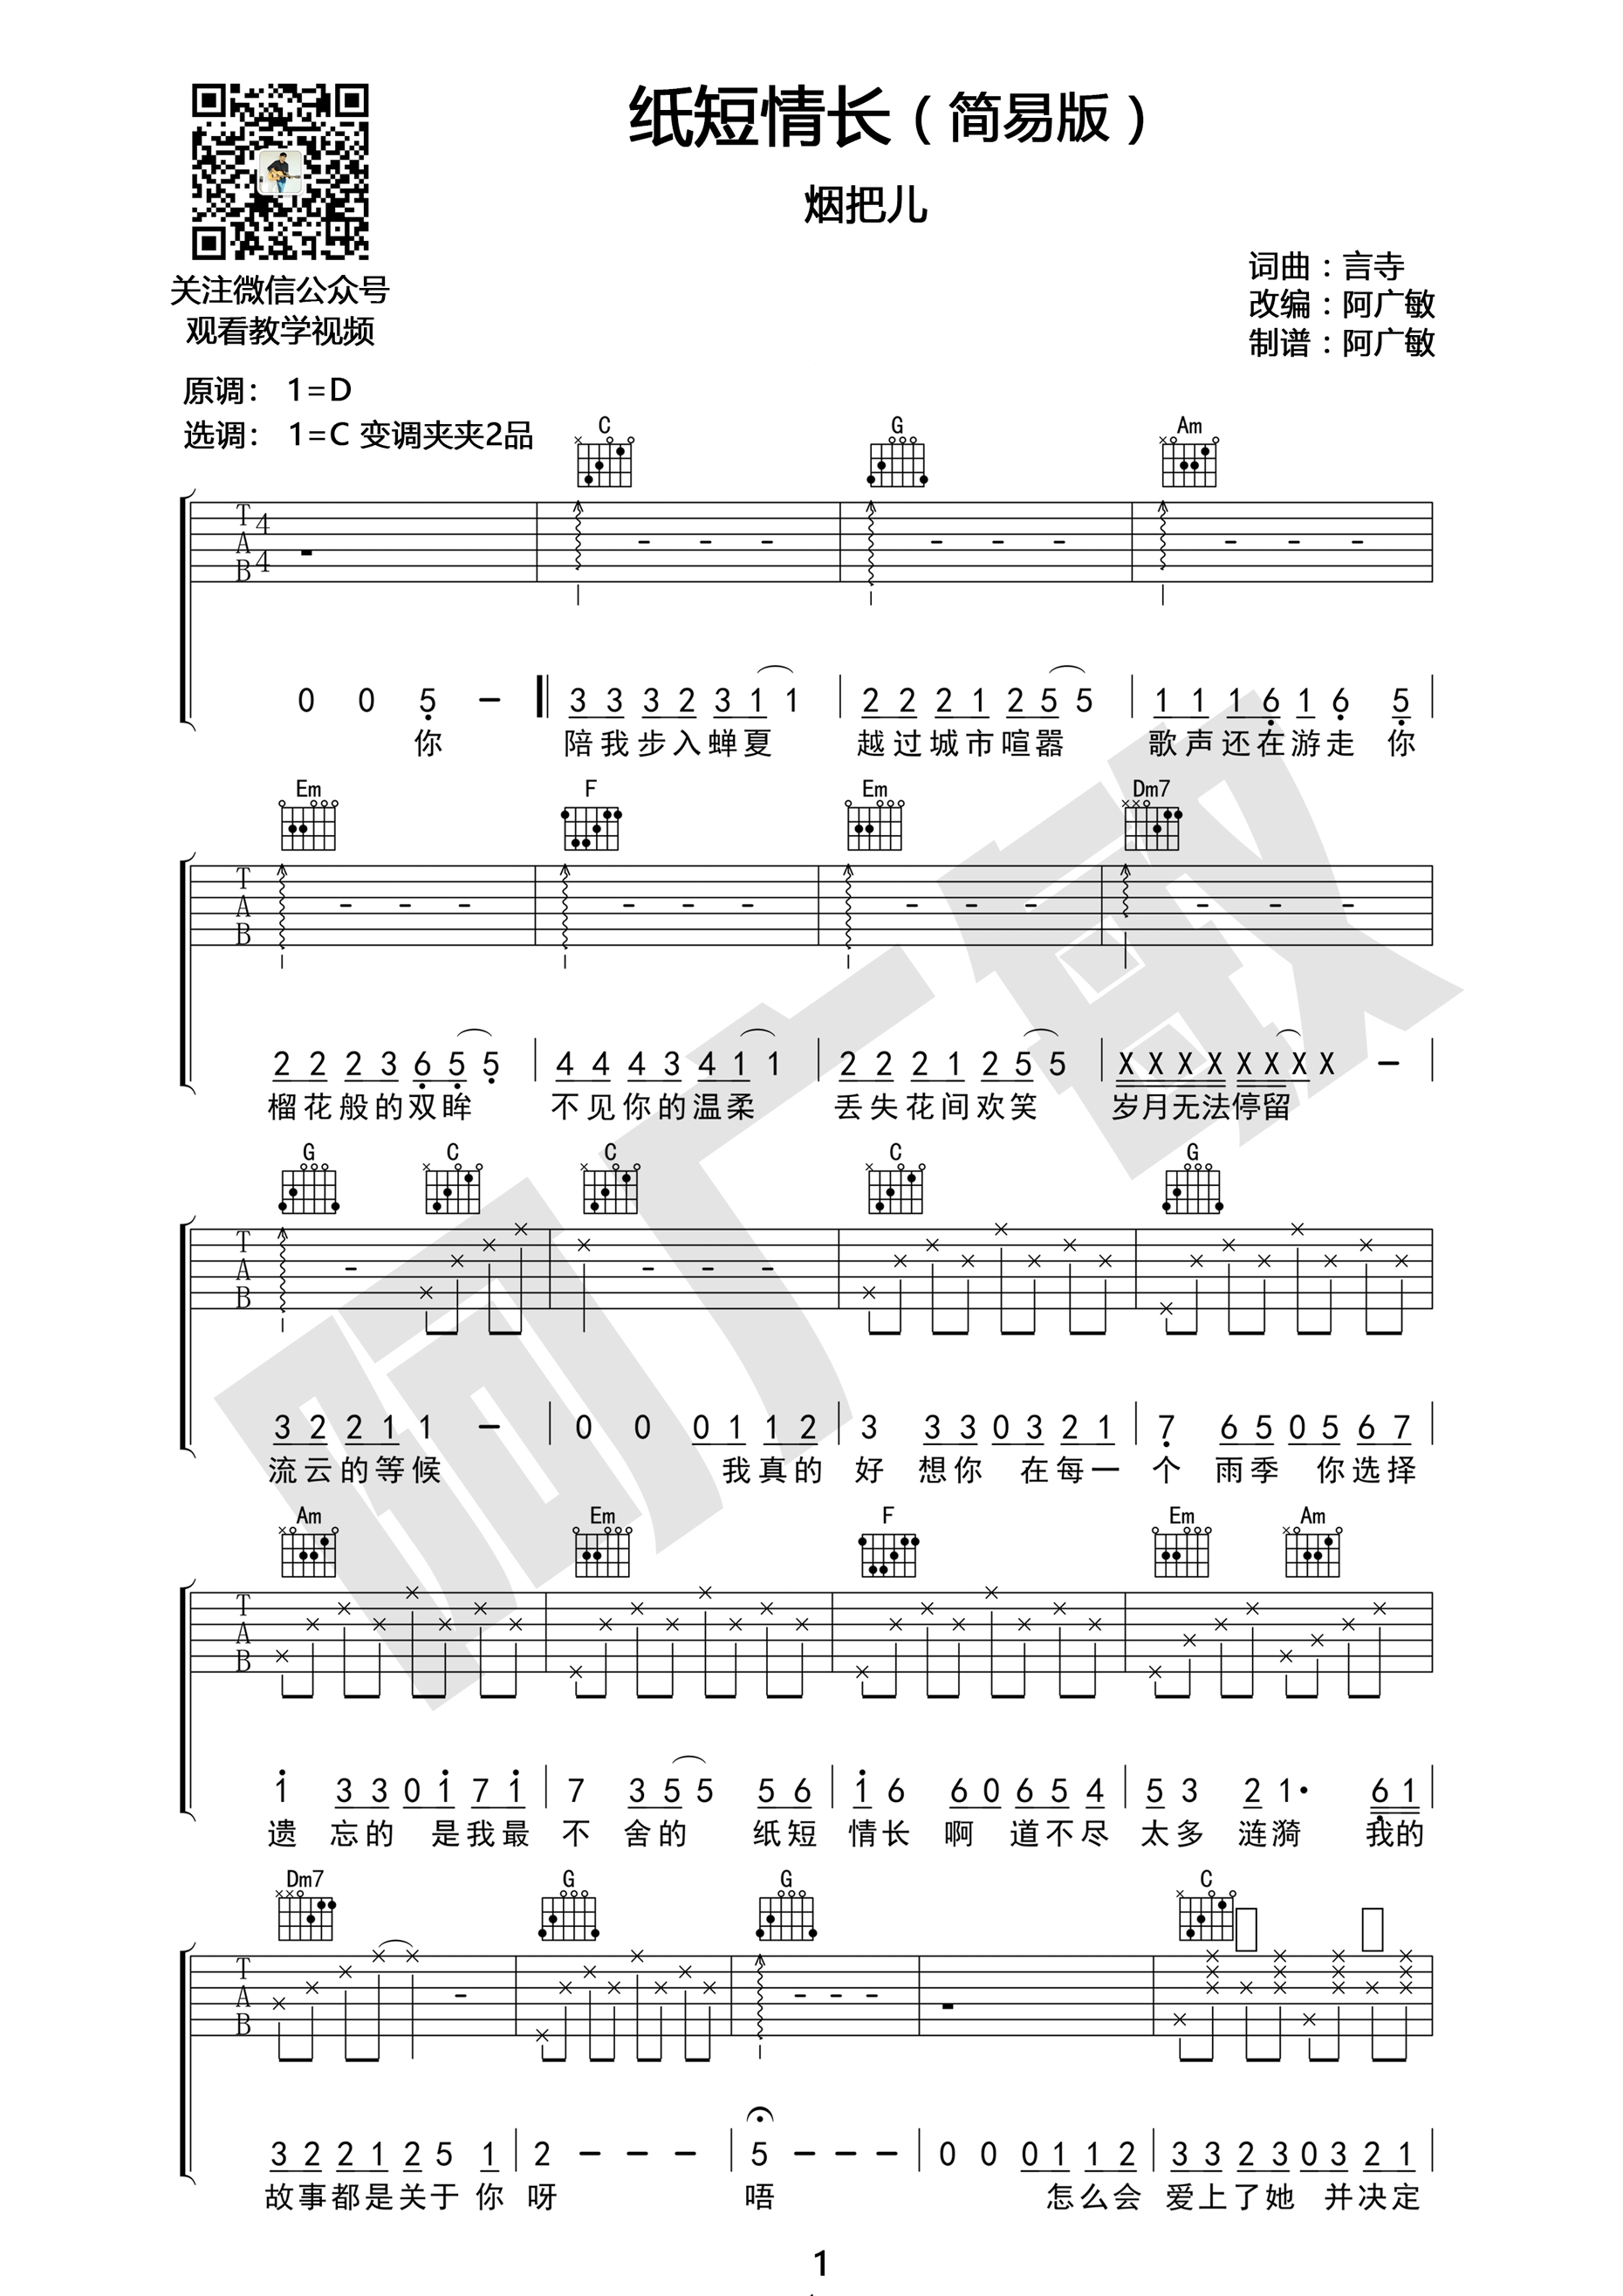 纸短情长（简易版）
烟把儿
关注微信公众号
观看教学视频
词曲：言寺
改编：阿广敏
制谱：阿广敏
原调： 1=D
选调： 1=C 变调夹夹2品
C G Am
T 4
A
B 4
0 0 5 – 3 3 3 2 3 1 1 2 2 2 1 2 5 5 1 1 1 6 1 6 5
你 陪我步入蝉夏 越过城市喧嚣 歌声还在游走 你
Em F Em Dm7
T
A
B
2 2 2 3 6 5 5 4 4 4 3 4 1 1 2 2 2 1 2 5 5 X X X X X X X X –
榴花般的双眸 不见你的温柔 丢失花间欢笑 岁月无法停留
G C C C G
T
A
B
3 2 2 1 1 – 0 0 0 1 1 2 3 3 3 0 3 2 1 7 6 5 0 5 6 7
流云的等候 我真的 好 想你 在每一 个 雨季 你选择
Am Em F Em Am
T
A
B
1 3 3 0 1 7 1 7 3 5 5 5 6 1 6 6 0 6 5 4 5 3 2 1· 6 1
遗 忘的 是我最 不 舍的 纸短 情长 啊 道不尽 太多 涟漪 我的
Dm7 G G C
T
A
B
3 2 2 1 2 5 1 2 – – – 5 – – – 0 0 0 1 1 2 3 3 2 3 0 3 2 1
故事都是关于 你 呀 唔 怎么会 爱上了她 并决定
阿广敏
1